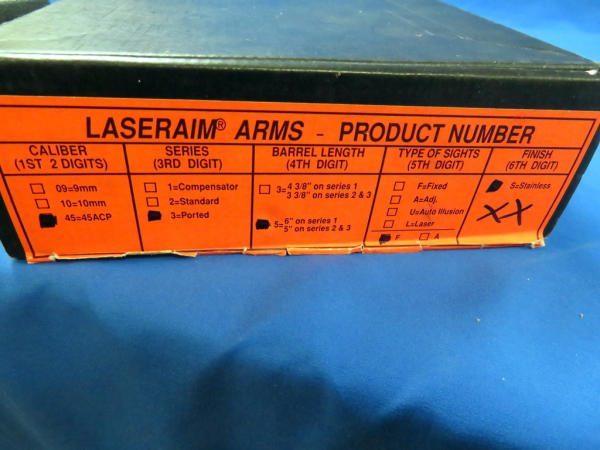 LASERAIM® ARMS - PRODUCT NUMBER
CALIBER
(1ST 2 DIGITS)
09=9mm
10=10mm
45=45ACP
SERIES
(3RD DIGIT)
1=Compensator
2=Standard
3=Ported
BARREL LENGTH
(4TH DIGIT)
3= 4 3/8" on series 1
3 3/8" on series 2 & 3
5= 6" on series 1
5" on series 2 & 3
TYPE OF SIGHTS
(5TH DIGIT)
F=Fixed
A=Adj.
U=Auto Illusion
L=Laser
F A
FINISH
(6TH DIGIT)
S=Stainless
XX